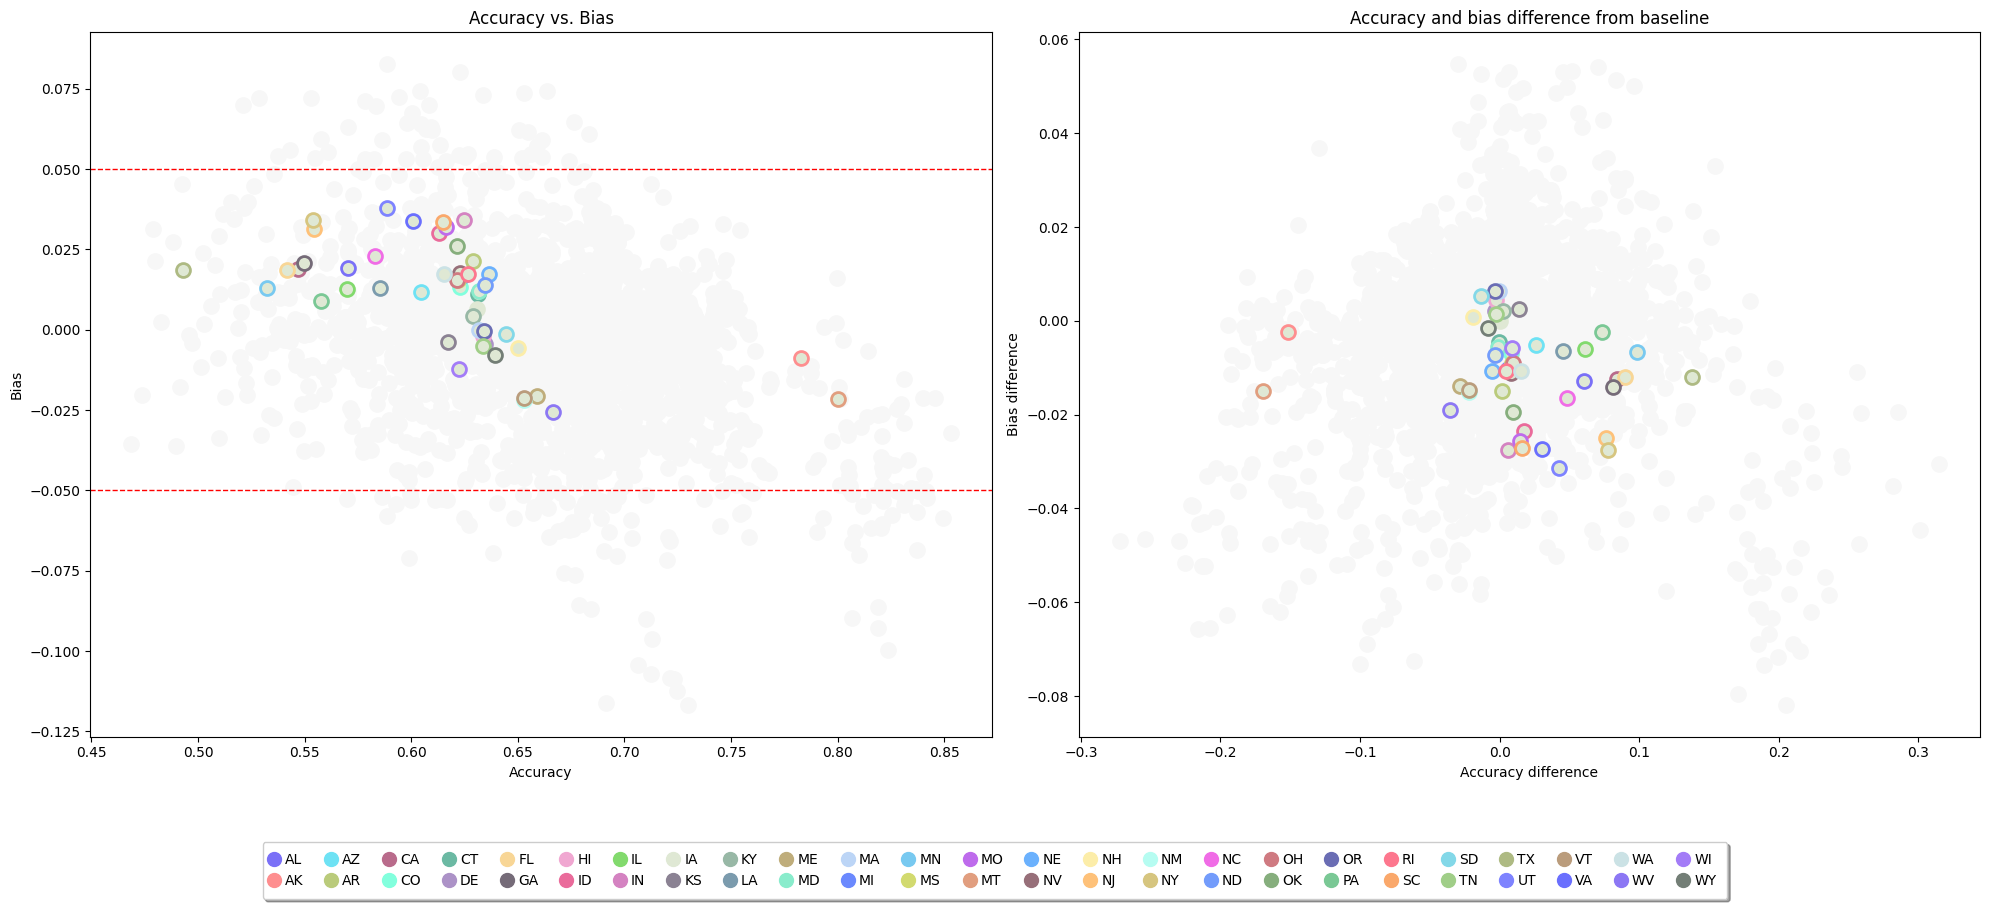 Accuracy vs. Bias
0.075
0.050
0.025
0.000
−0.025
−0.050
−0.075
−0.100
−0.125
Bias
0.45 0.50 0.55 0.60 0.65 0.70 0.75 0.80 0.85
Accuracy
Accuracy and bias difference from baseline
0.06
0.04
0.02
0.00
−0.02
−0.04
−0.06
−0.08
Bias difference
−0.3 −0.2 −0.1 0.0 0.1 0.2 0.3
Accuracy difference
AL AZ CA CT FL HI IL IA KY ME MA MN MO NE NH NM NC OH OR RI SD TX VT WA WI
AK AR CO DE GA ID IN KS LA MD MI MS MT NV NJ NY ND OK PA SC TN UT VA WV WY